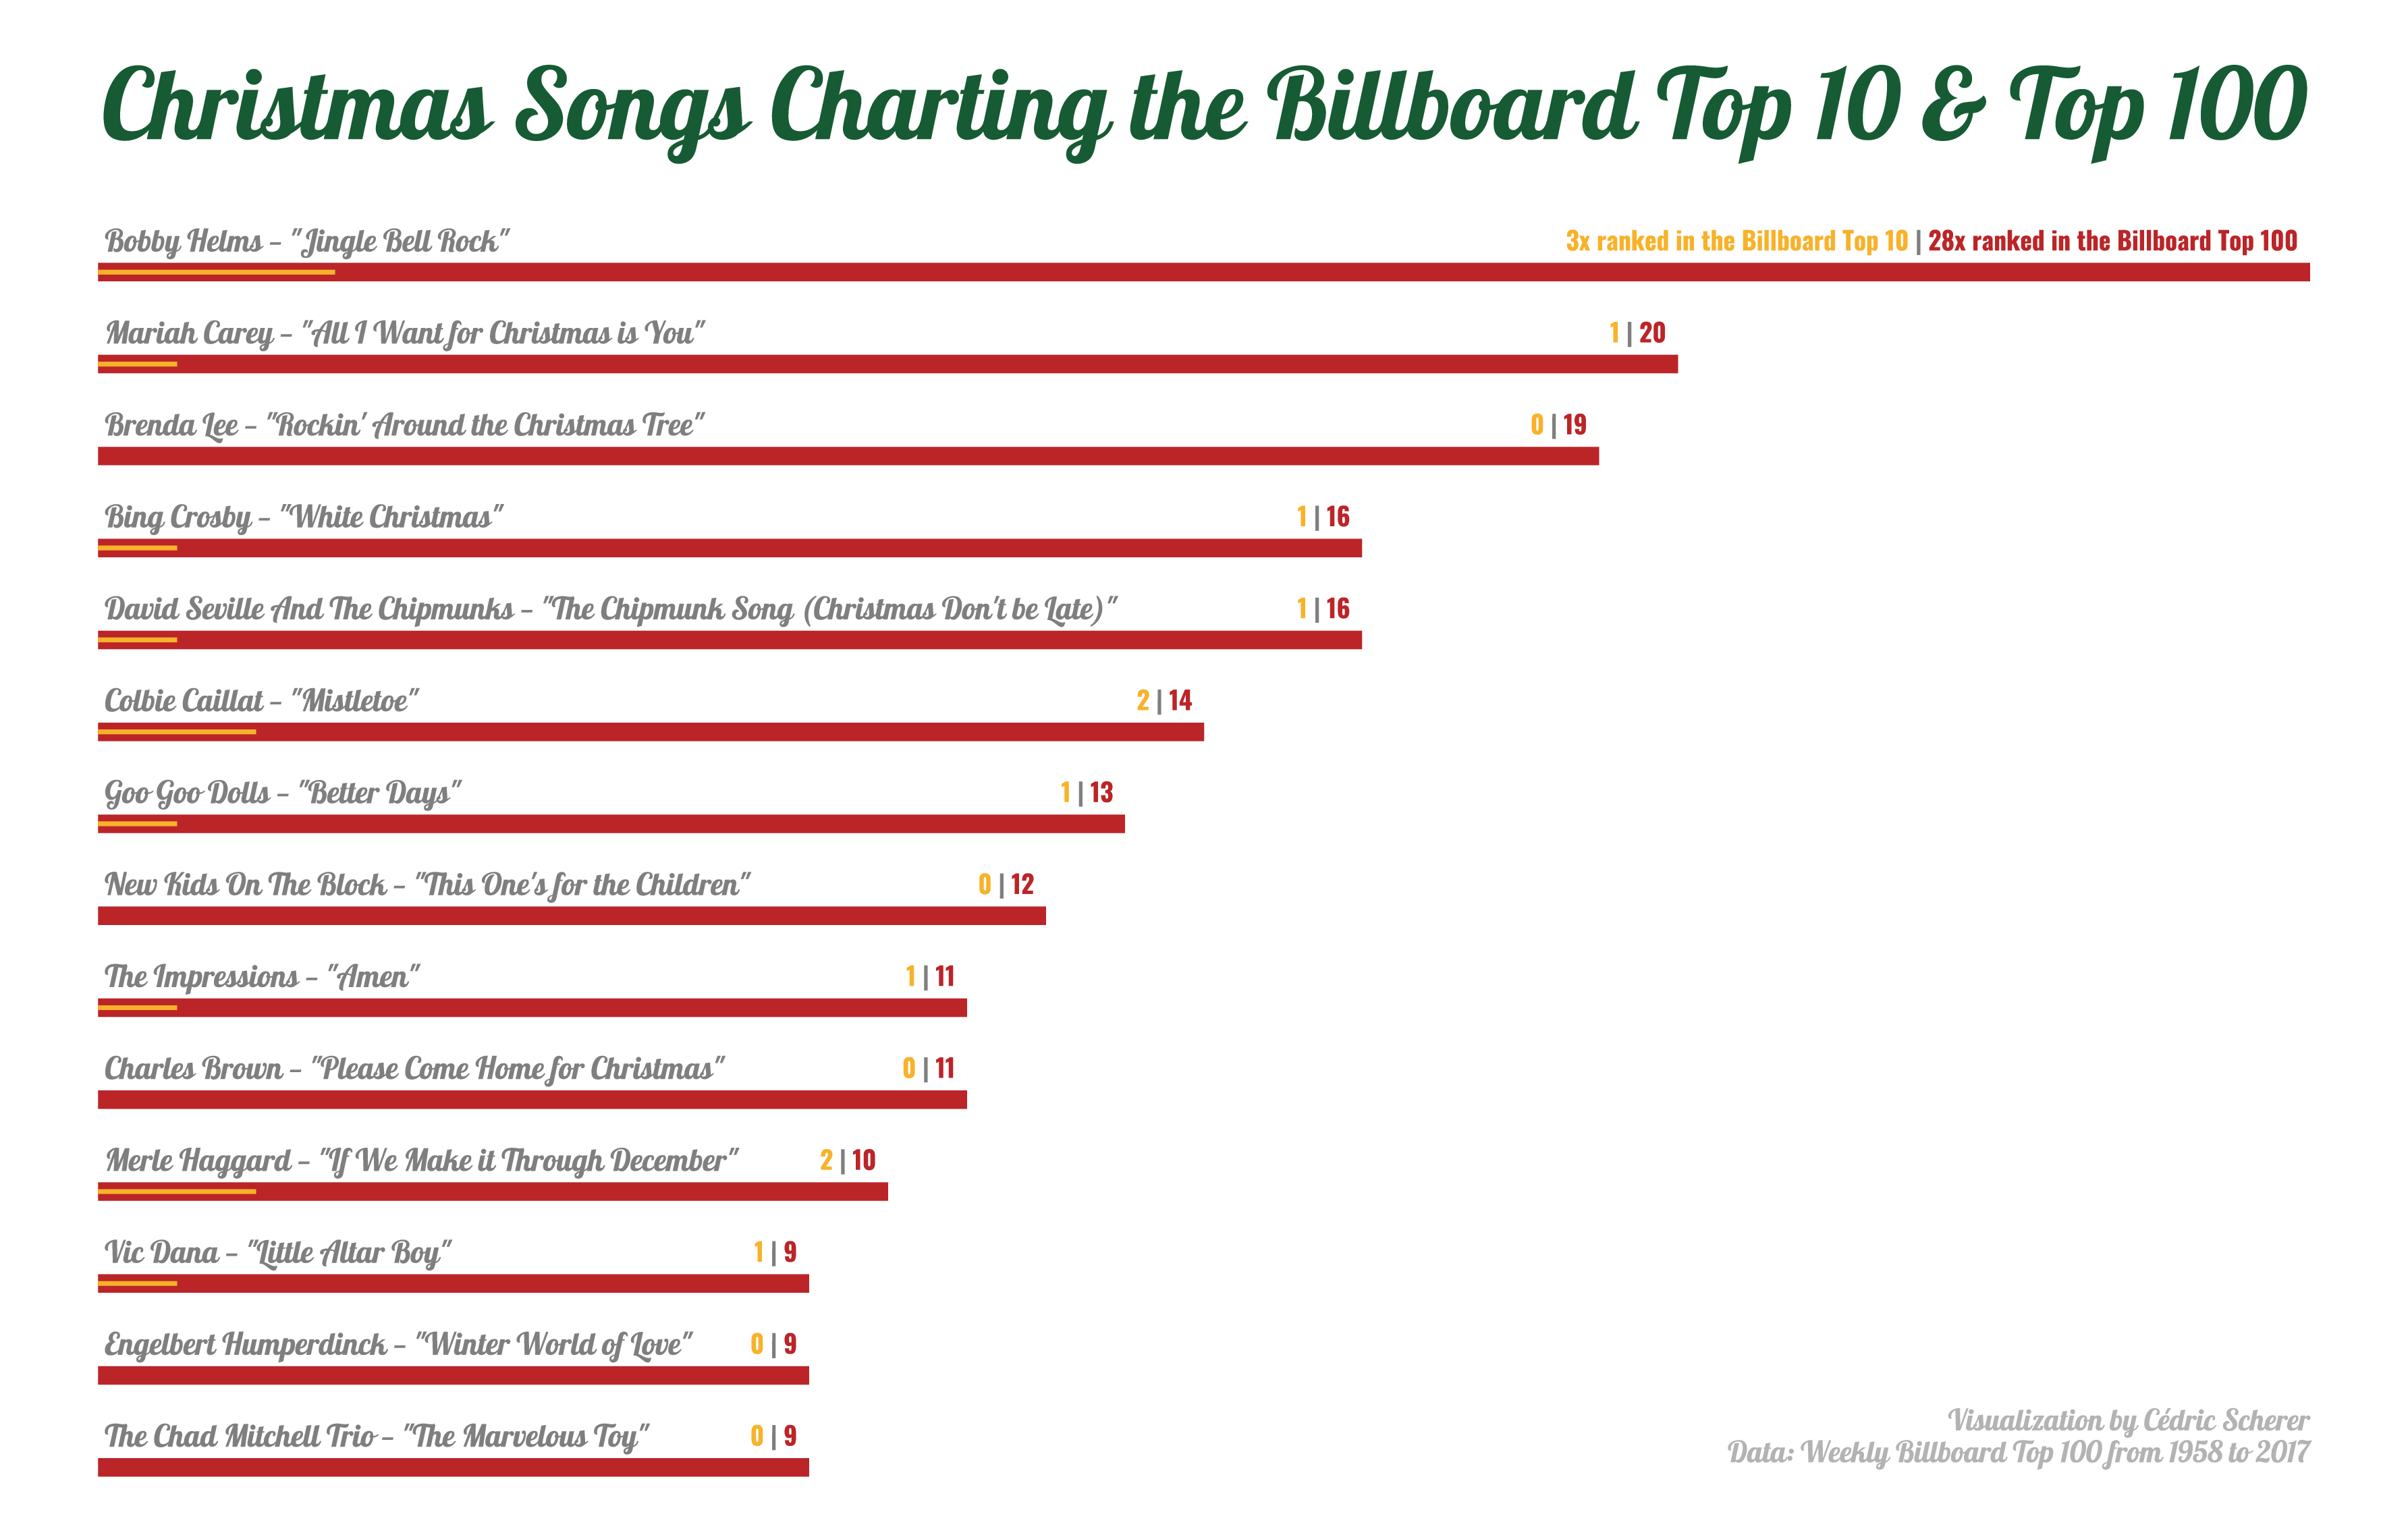 Christmas Songs Charting the Billboard Top 10 & Top 100
Bobby Helms – "Jingle Bell Rock" 3x ranked in the Billboard Top 10 | 28x ranked in the Billboard Top 100
Mariah Carey – "All I Want for Christmas is You" 1 | 20
Brenda Lee – "Rockin' Around the Christmas Tree" 0 | 19
Bing Crosby – "White Christmas" 1 | 16
David Seville And The Chipmunks – "The Chipmunk Song (Christmas Don't be Late)" 1 | 16
Colbie Caillat – "Mistletoe" 2 | 14
Goo Goo Dolls – "Better Days" 1 | 13
New Kids On The Block – "This One's for the Children" 0 | 12
The Impressions – "Amen" 1 | 11
Charles Brown – "Please Come Home for Christmas" 0 | 11
Merle Haggard – "If We Make it Through December" 2 | 10
Vic Dana – "Little Altar Boy" 1 | 9
Engelbert Humperdinck – "Winter World of Love" 0 | 9
The Chad Mitchell Trio – "The Marvelous Toy" 0 | 9
Visualization by Cédric Scherer
Data: Weekly Billboard Top 100 from 1958 to 2017